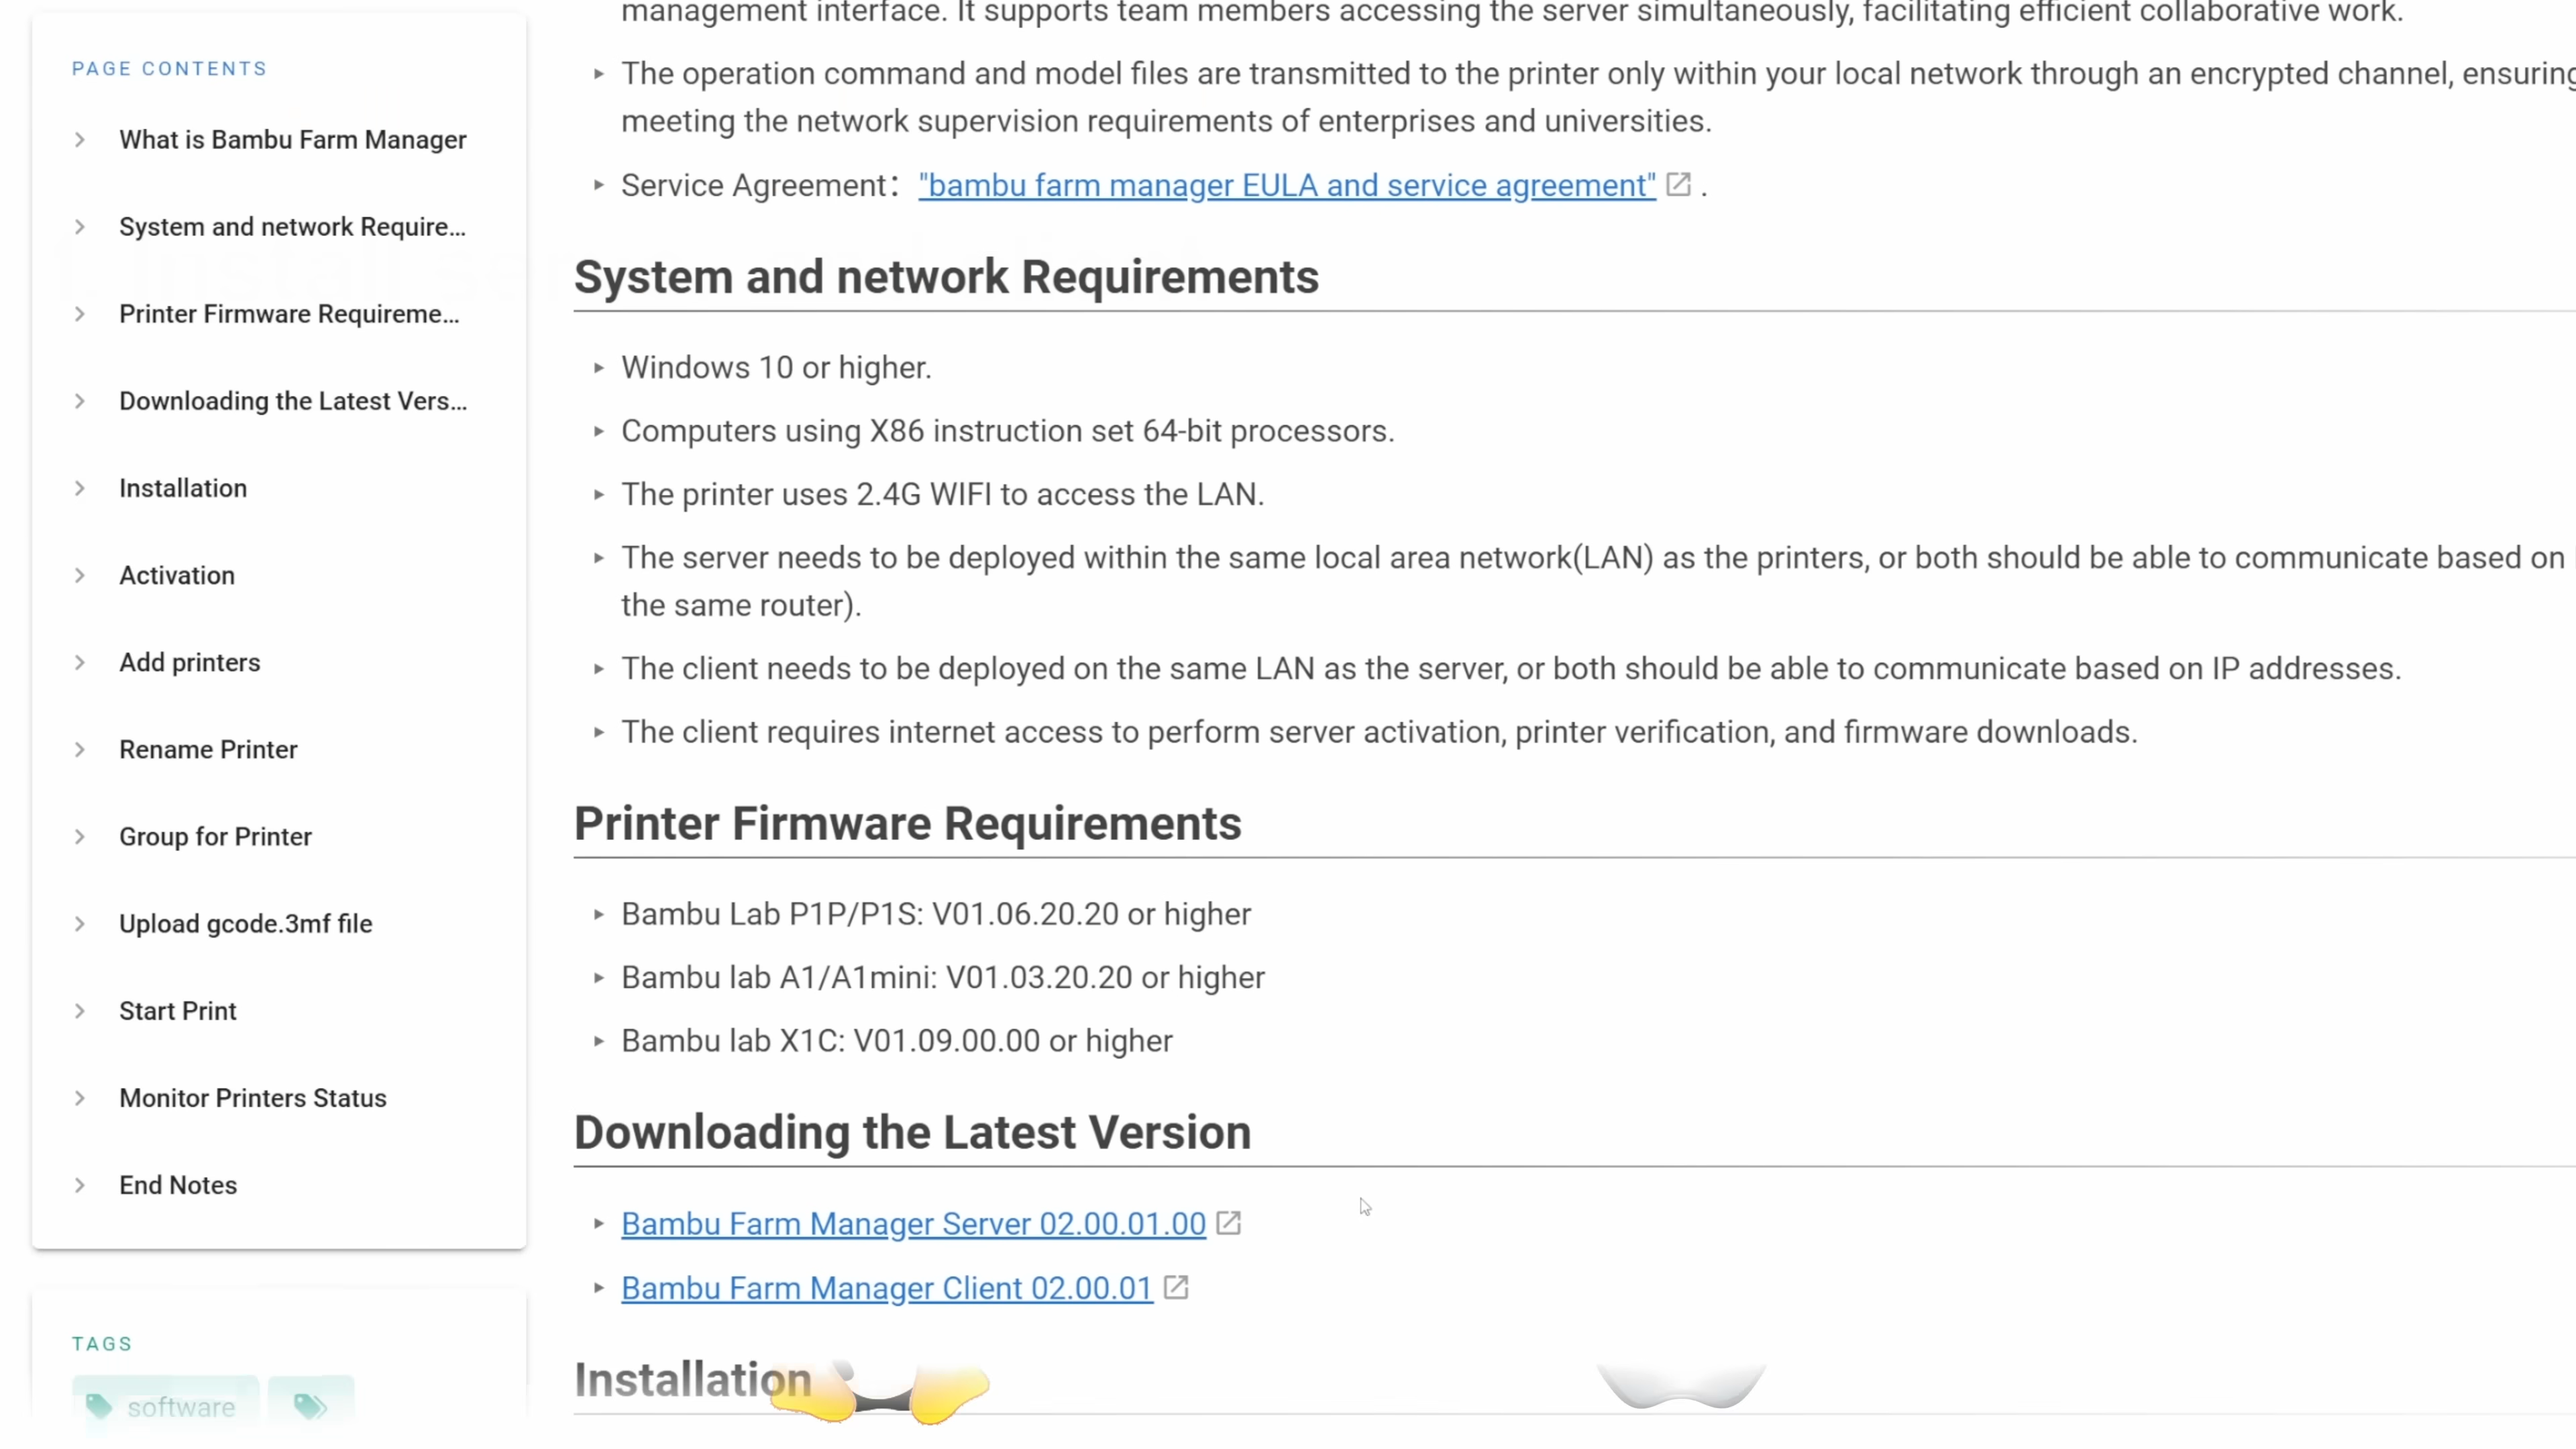 PAGE CONTENTS
What is Bambu Farm Manager
System and network Require...
Printer Firmware Requireme...
Downloading the Latest Vers...
Installation
Activation
Add printers
Rename Printer
Group for Printer
Upload gcode.3mf file
Start Print
Monitor Printers Status
End Notes
TAGS
software
management interface. It supports team members accessing the server simultaneously, facilitating efficient collaborative work.
The operation command and model files are transmitted to the printer only within your local network through an encrypted channel, ensuring
meeting the network supervision requirements of enterprises and universities.
Service Agreement： "bambu farm manager EULA and service agreement" .
System and network Requirements
Windows 10 or higher.
Computers using X86 instruction set 64-bit processors.
The printer uses 2.4G WIFI to access the LAN.
The server needs to be deployed within the same local area network(LAN) as the printers, or both should be able to communicate based on
the same router).
The client needs to be deployed on the same LAN as the server, or both should be able to communicate based on IP addresses.
The client requires internet access to perform server activation, printer verification, and firmware downloads.
Printer Firmware Requirements
Bambu Lab P1P/P1S: V01.06.20.20 or higher
Bambu lab A1/A1mini: V01.03.20.20 or higher
Bambu lab X1C: V01.09.00.00 or higher
Downloading the Latest Version
Bambu Farm Manager Server 02.00.01.00
Bambu Farm Manager Client 02.00.01
Installation